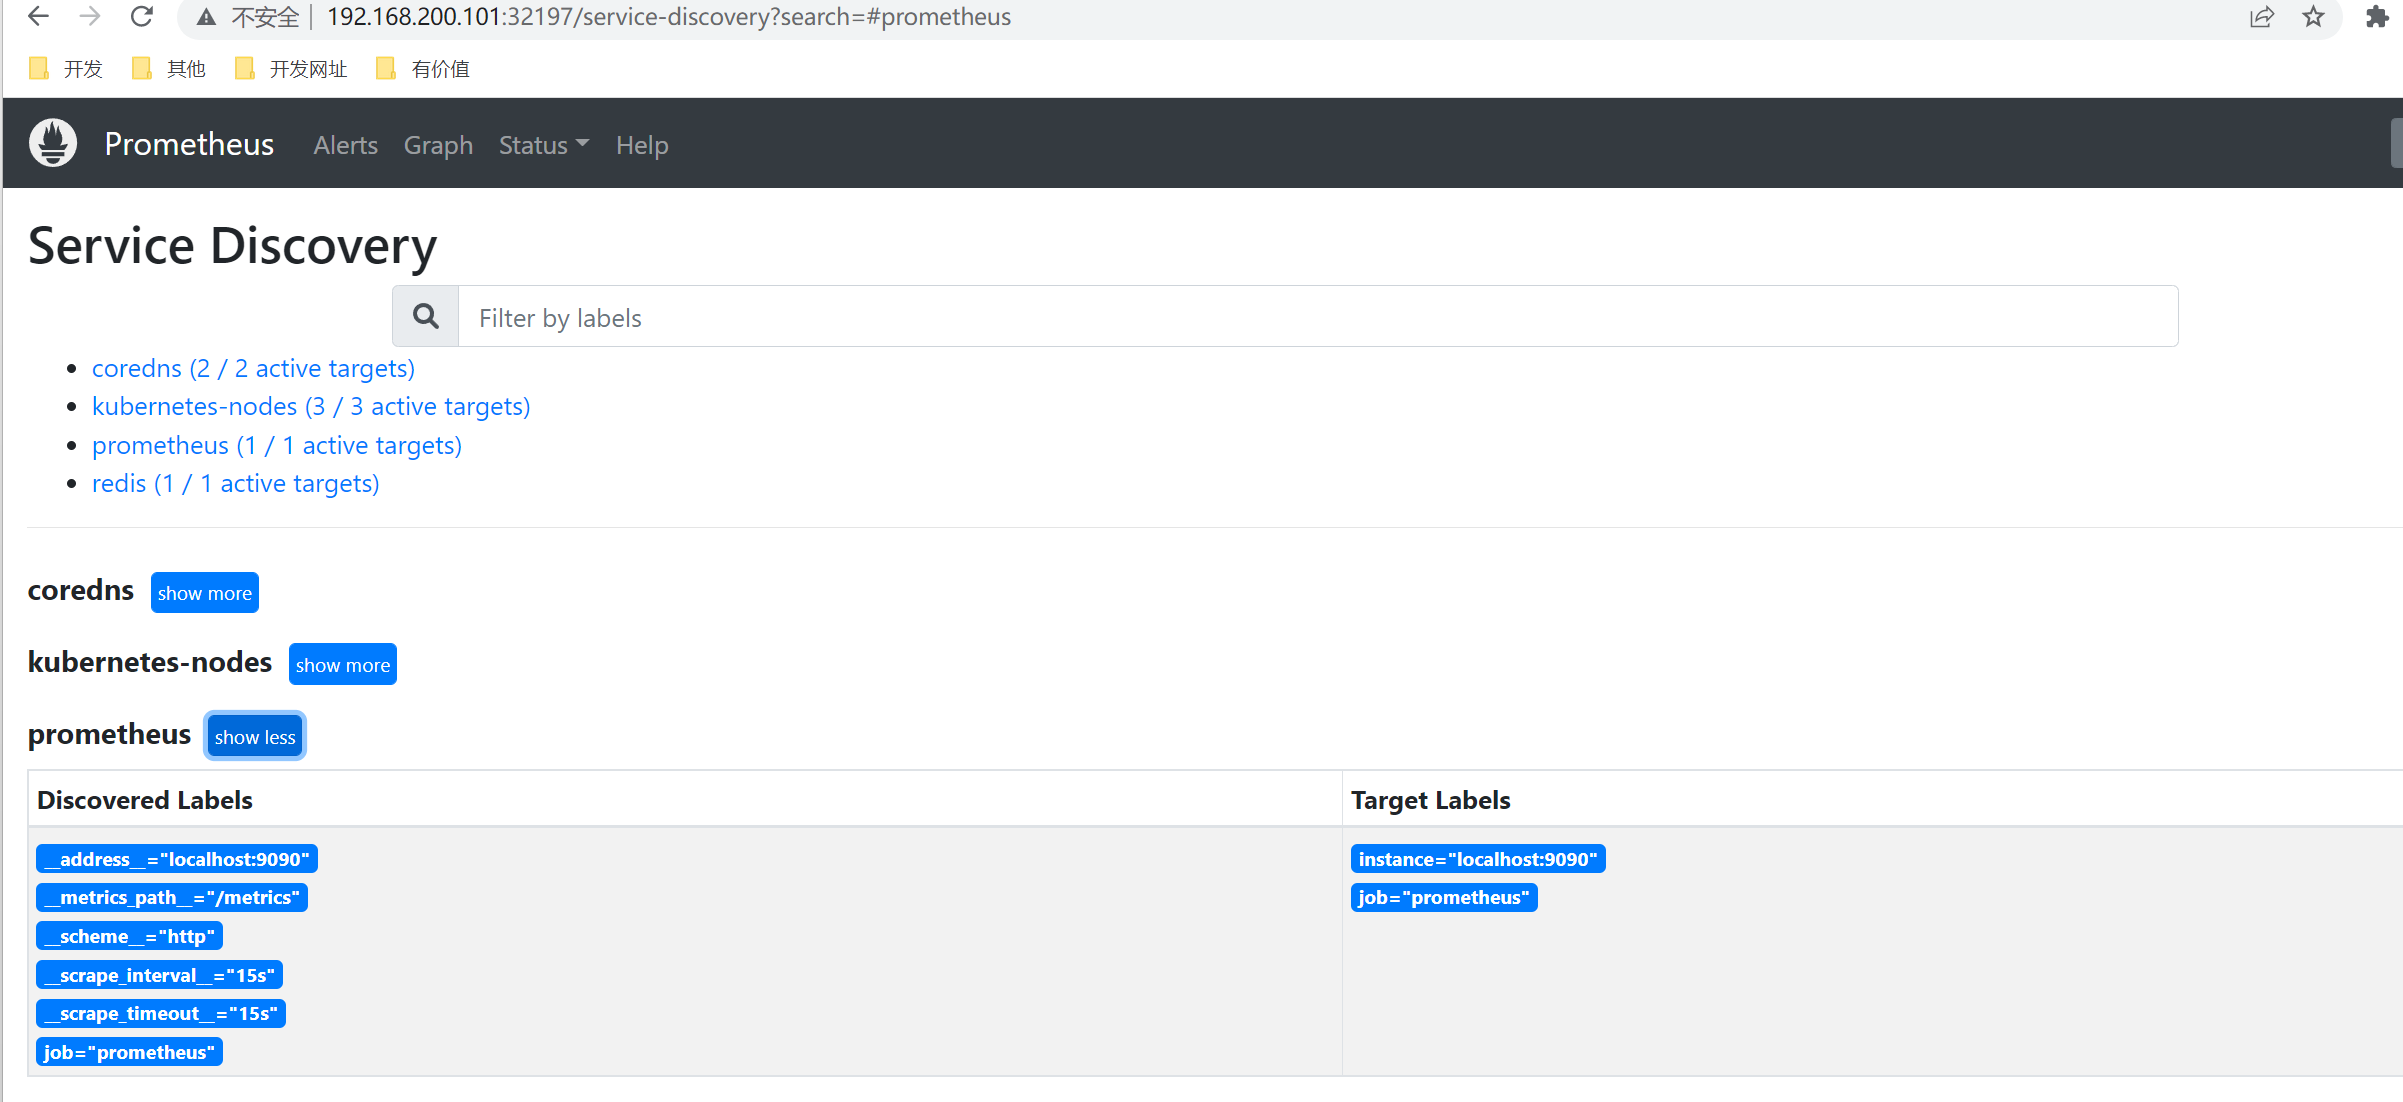 不安全 | 192.168.200.101:32197/service-discovery?search=#prometheus
开发 其他 开发网址 有价值
Prometheus Alerts Graph Status Help
Service Discovery
Filter by labels
coredns (2 / 2 active targets)
kubernetes-nodes (3 / 3 active targets)
prometheus (1 / 1 active targets)
redis (1 / 1 active targets)
coredns show more
kubernetes-nodes show more
prometheus show less
Discovered Labels Target Labels
__address__="localhost:9090" instance="localhost:9090"
__metrics_path__="/metrics" job="prometheus"
__scheme__="http"
__scrape_interval__="15s"
__scrape_timeout__="15s"
job="prometheus"